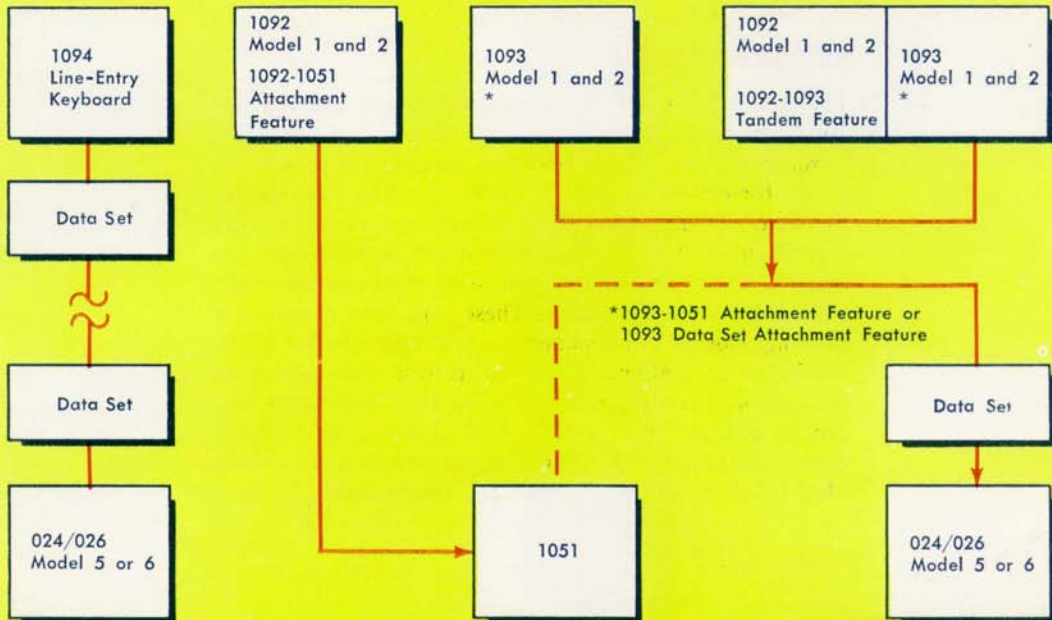 1094
Line-Entry
Keyboard
1092
Model 1 and 2
1092-1051
Attachment
Feature
1093
Model 1 and 2
*
1092
Model 1 and 2
1092-1093
Tandem Feature
1093
Model 1 and 2
*
Data Set
*1093-1051 Attachment Feature or
1093 Data Set Attachment Feature
Data Set
Data Set
024/026
Model 5 or 6
1051
024/026
Model 5 or 6